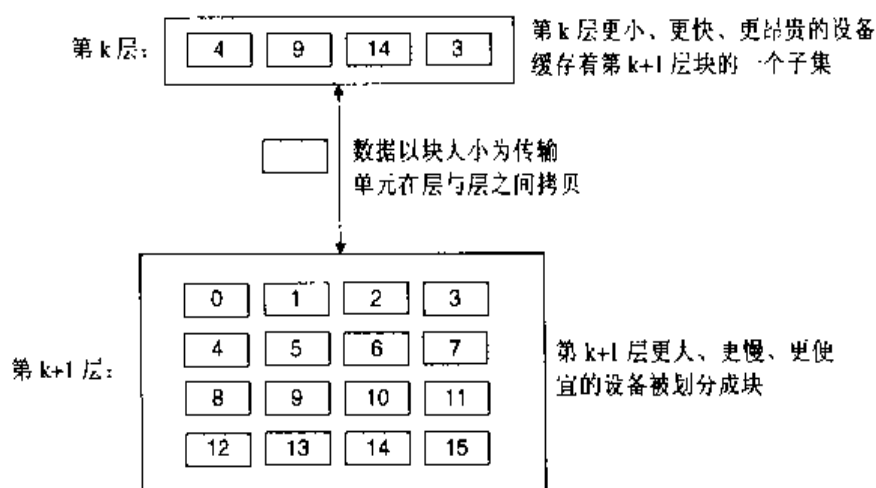 第 k 层:
4 9 14 3
第 k 层更小、更快、更昂贵的设备
缓存着第 k+1 层块的一个子集
数据以块大小为传输
单元在层与层之间拷贝
0 1 2 3
4 5 6 7
第 k+1 层:
8 9 10 11
12 13 14 15
第 k+1 层更大、更慢、更便
宜的设备被划分成块